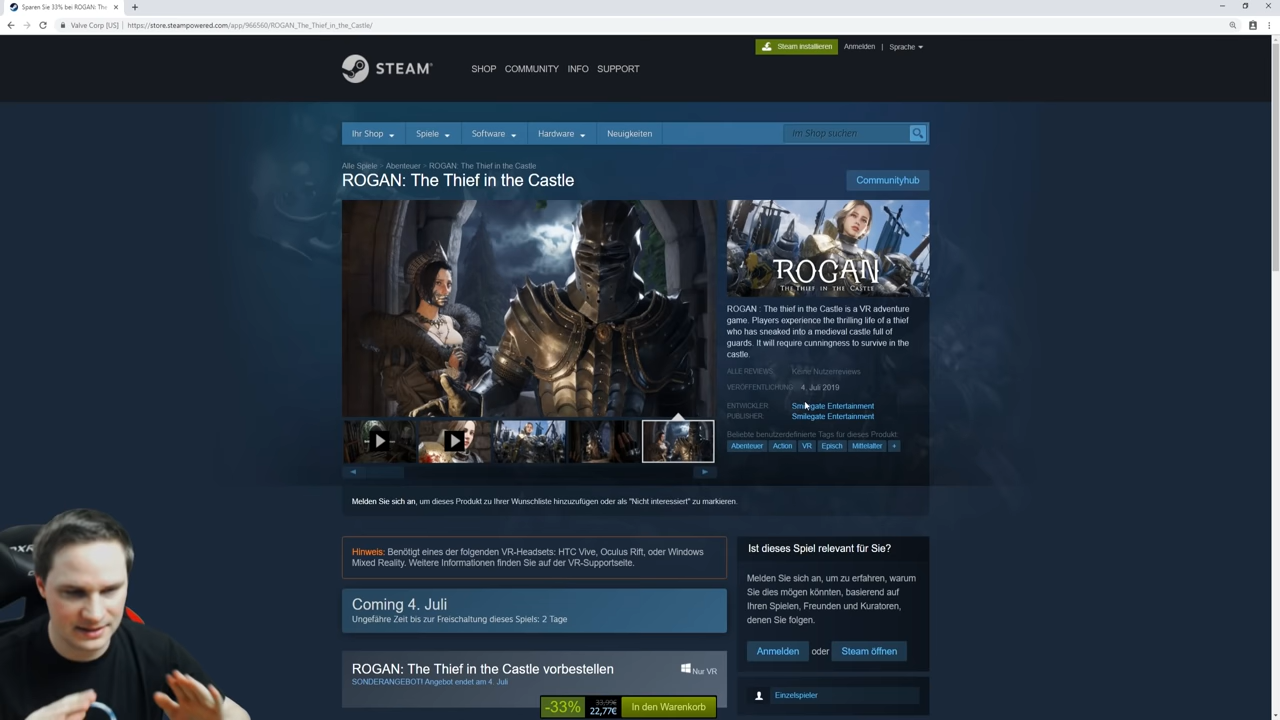 Sparen Sie 33% bei ROGAN: The
Valve Corp [US] | https://store.steampowered.com/app/966560/ROGAN_The_Thief_in_the_Castle/
Steam installieren
Anmelden | Sprache
STEAM
SHOP COMMUNITY INFO SUPPORT
Ihr Shop Spiele Software Hardware Neuigkeiten
Im Shop suchen
Alle Spiele > Abenteuer > ROGAN: The Thief in the Castle
ROGAN: The Thief in the Castle
Communityhub
ROGAN
THE THIEF IN THE CASTLE
ROGAN : The thief in the Castle is a VR adventure
game. Players experience the thrilling life of a thief
who has sneaked into a medieval castle full of
guards. It will require cunningness to survive in the
castle.
ALLE REVIEWS: Keine Nutzerreviews
VERÖFFENTLICHUNG: 4. Juli 2019
ENTWICKLER: Smilegate Entertainment
PUBLISHER: Smilegate Entertainment
Beliebte benutzerdefinierte Tags für dieses Produkt:
Abenteuer Action VR Episch Mittelalter +
Melden Sie sich an, um dieses Produkt zu Ihrer Wunschliste hinzuzufügen oder als "Nicht interessiert" zu markieren.
Hinweis: Benötigt eines der folgenden VR-Headsets: HTC Vive, Oculus Rift, oder Windows
Mixed Reality. Weitere Informationen finden Sie auf der VR-Supportseite.
Coming 4. Juli
Ungefähre Zeit bis zur Freischaltung dieses Spiels: 2 Tage
ROGAN: The Thief in the Castle vorbestellen
Nur VR
SONDERANGEBOT! Angebot endet am 4. Juli
-33%
33,99€
22,77€
In den Warenkorb
Ist dieses Spiel relevant für Sie?
Melden Sie sich an, um zu erfahren, warum
Sie dies mögen könnten, basierend auf
Ihren Spielen, Freunden und Kuratoren,
denen Sie folgen.
Anmelden oder Steam öffnen
Einzelspieler